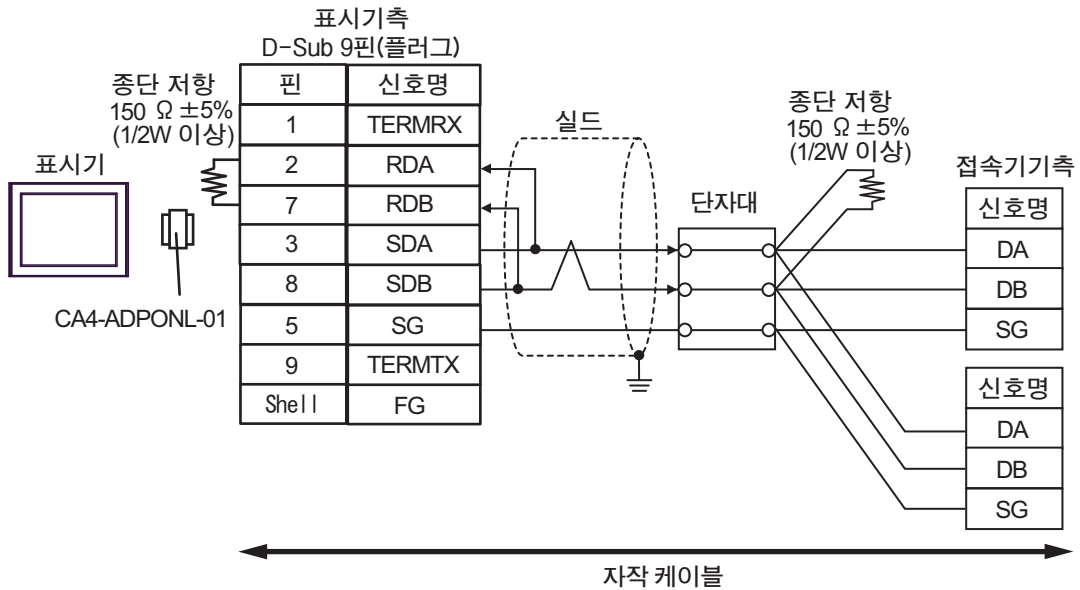 표시기측
D-Sub 9핀(플러그)
종단 저항
150 Ω ±5%
(1/2W 이상)
표시기
CA4-ADPONL-01
핀 신호명
1 TERMRX
2 RDA
7 RDB
3 SDA
8 SDB
5 SG
9 TERMTX
Shell FG
실드
단자대
종단 저항
150 Ω ±5%
(1/2W 이상)
접속기기측
신호명
DA
DB
SG
신호명
DA
DB
SG
자작 케이블